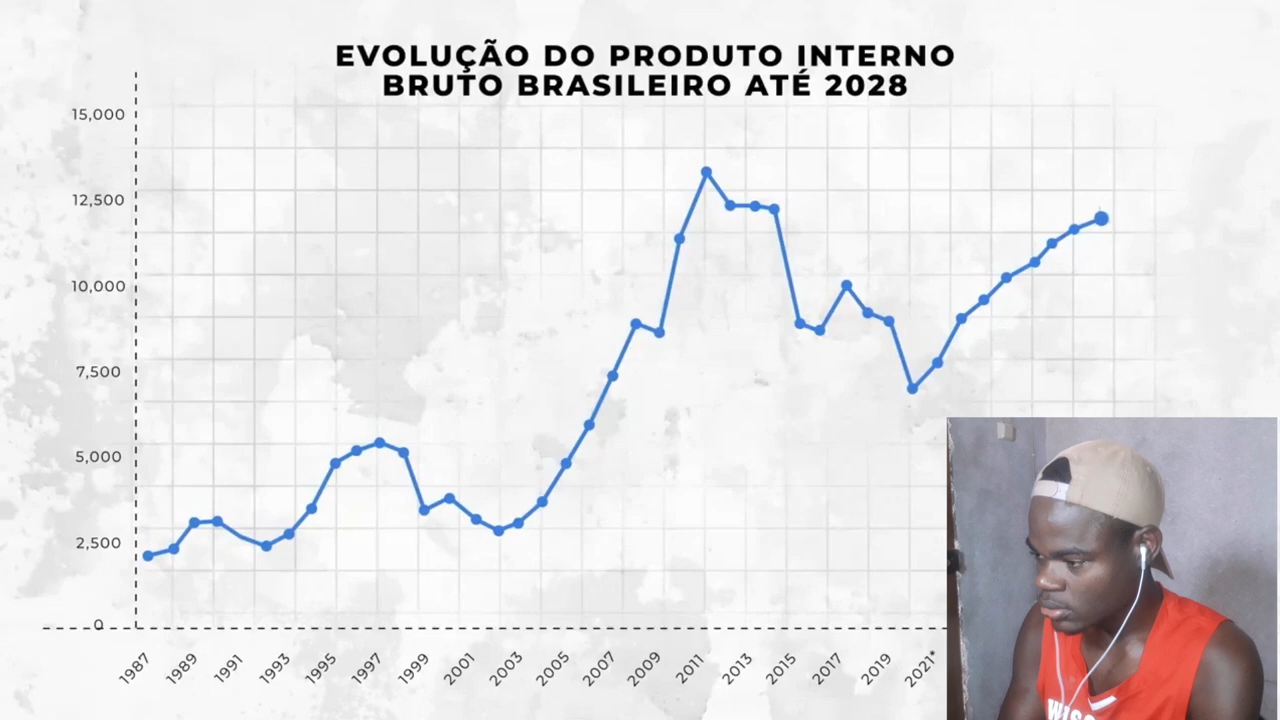 EVOLUÇÃO DO PRODUTO INTERNO
BRUTO BRASILEIRO ATÉ 2028
15,000
12,500
10,000
7,500
5,000
2,500
0
1987 1989 1991 1993 1995 1997 1999 2001 2003 2005 2007 2009 2011 2013 2015 2017 2019 2021*